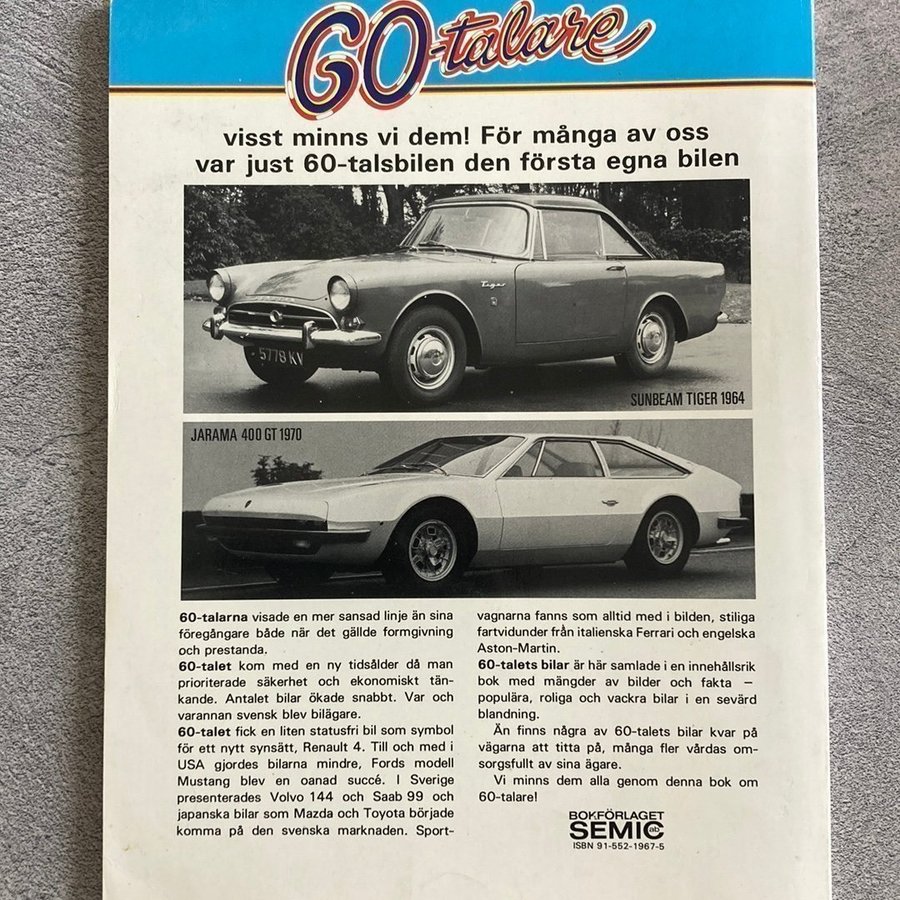 60-talare
visst minns vi dem! För många av oss
var just 60-talsbilen den första egna bilen
Tiger
5778 KV
SUNBEAM TIGER 1964
JARAMA 400 GT 1970
60-talarna visade en mer sansad linje än sina
föregångare både när det gällde formgivning
och prestanda.
60-talet kom med en ny tidsålder då man
prioriterade säkerhet och ekonomiskt tän-
kande. Antalet bilar ökade snabbt. Var och
varannan svensk blev bilägare.
60-talet fick en liten statusfri bil som symbol
för ett nytt synsätt, Renault 4. Till och med i
USA gjordes bilarna mindre, Fords modell
Mustang blev en oanad succé. I Sverige
presenterades Volvo 144 och Saab 99 och
japanska bilar som Mazda och Toyota började
komma på den svenska marknaden. Sport-
vagnarna fanns som alltid med i bilden, stiliga
fartvidunder från italienska Ferrari och engelska
Aston-Martin.
60-talets bilar är här samlade i en innehållsrik
bok med mängder av bilder och fakta –
populära, roliga och vackra bilar i en sevärd
blandning.
Än finns några av 60-talets bilar kvar på
vägarna att titta på, många fler vårdas om-
sorgsfullt av sina ägare.
Vi minns dem alla genom denna bok om
60-talare!
BOKFÖRLAGET
SEMIC ab
ISBN 91-552-1967-5